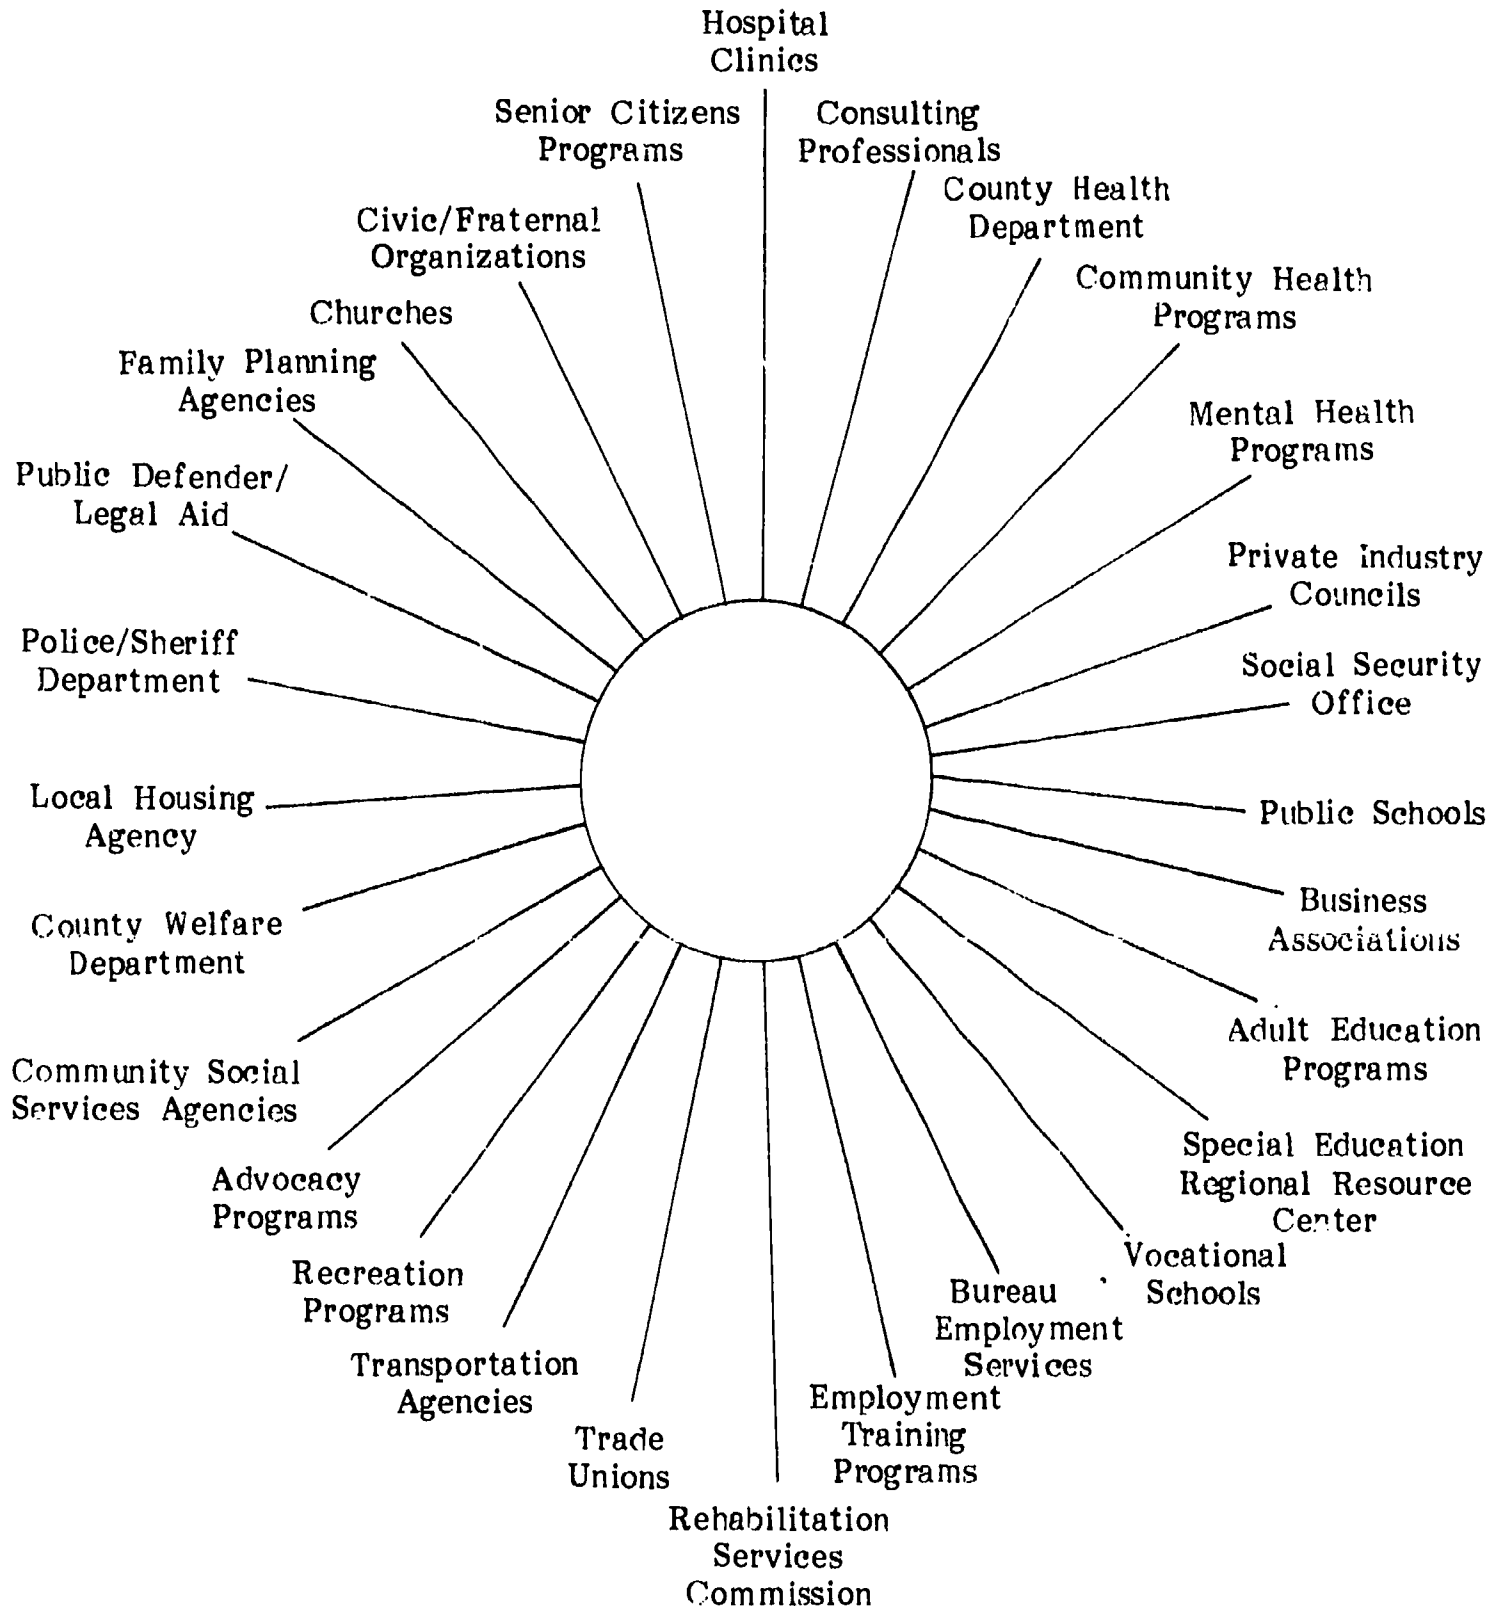 Hospital
Clinics
Consulting
Professionals
County Health
Department
Community Health
Programs
Mental Health
Programs
Private Industry
Councils
Social Security
Office
Public Schools
Business
Associations
Adult Education
Programs
Special Education
Regional Resource
Center
Vocational
Schools
Bureau
Employment
Services
Employment
Training
Programs
Rehabilitation
Services
Commission
Trade
Unions
Transportation
Agencies
Recreation
Programs
Advocacy
Programs
Community Social
Services Agencies
County Welfare
Department
Local Housing
Agency
Police/Sheriff
Department
Public Defender/
Legal Aid
Family Planning
Agencies
Churches
Civic/Fraternal
Organizations
Senior Citizens
Programs